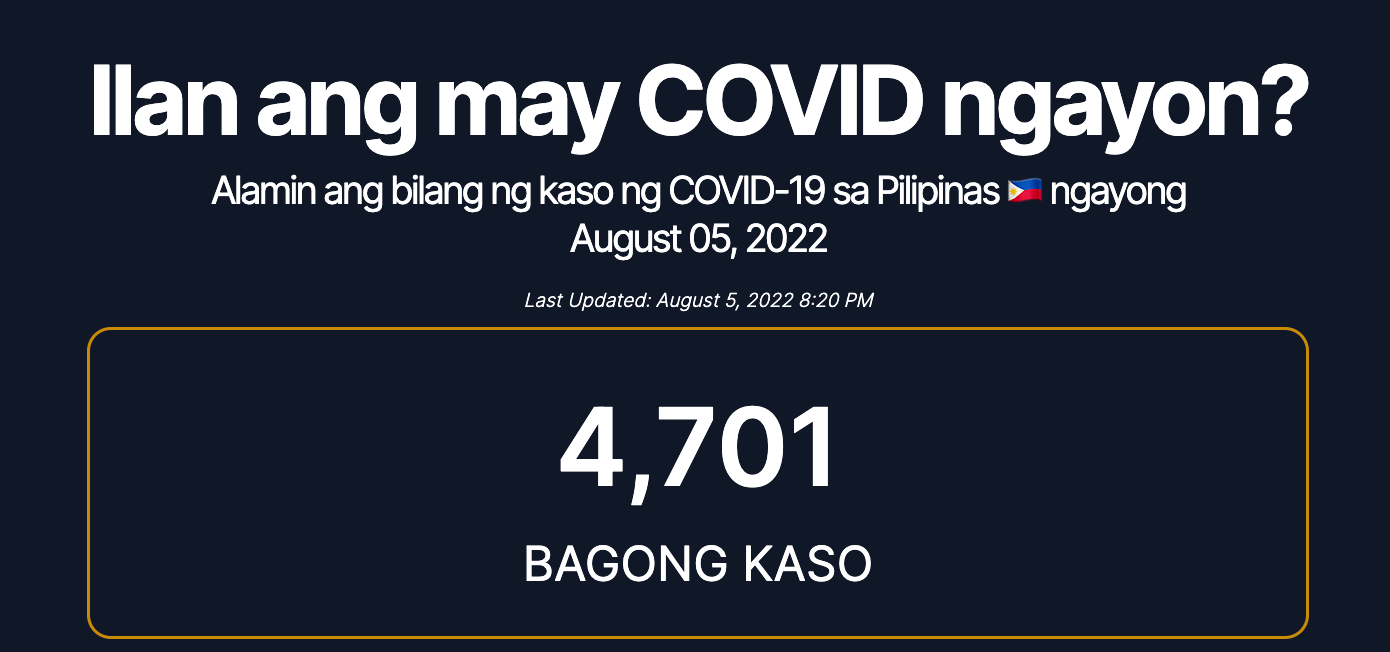 Ilan ang may COVID ngayon?
Alamin ang bilang ng kaso ng COVID-19 sa Pilipinas 🇵🇭 ngayong
August 05, 2022
Last Updated: August 5, 2022 8:20 PM
4,701
BAGONG KASO